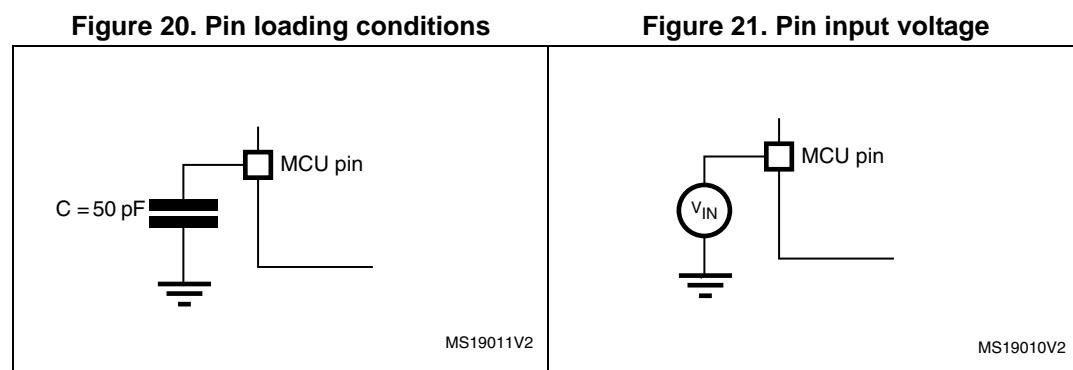 Figure 20. Pin loading conditions
Figure 21. Pin input voltage
MCU pin
C = 50 pF
MS19011V2
MCU pin
VIN
MS19010V2